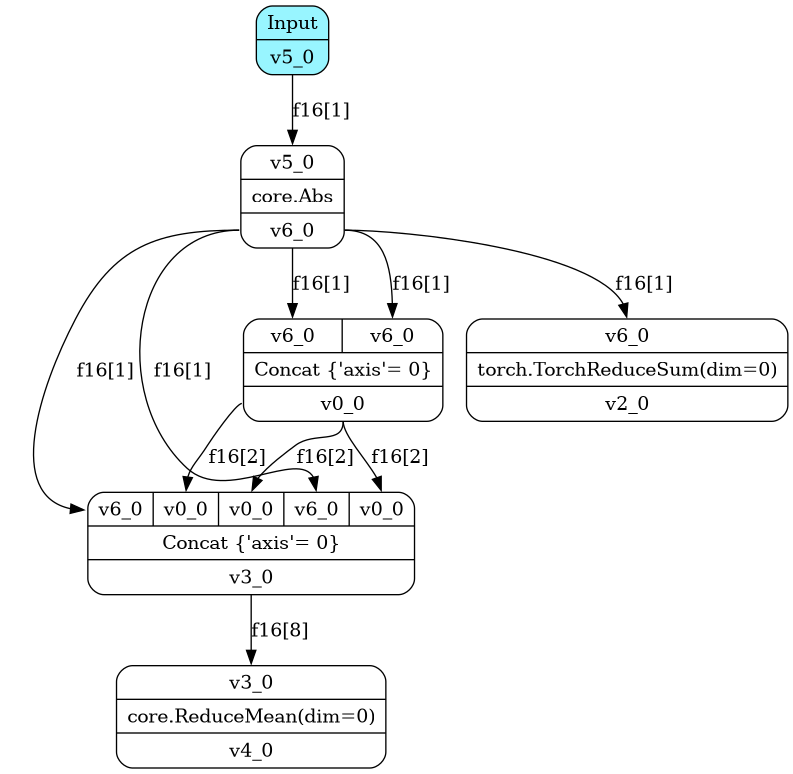 Input
v5_0
f16[1]
v5_0
core.Abs
v6_0
f16[1] f16[1] f16[1]
v6_0 v6_0 v6_0
f16[1] f16[1] Concat {'axis'= 0} torch.TorchReduceSum(dim=0)
v0_0 v2_0
f16[2] f16[2] f16[2]
v6_0 v0_0 v0_0 v6_0 v0_0
Concat {'axis'= 0}
v3_0
f16[8]
v3_0
core.ReduceMean(dim=0)
v4_0